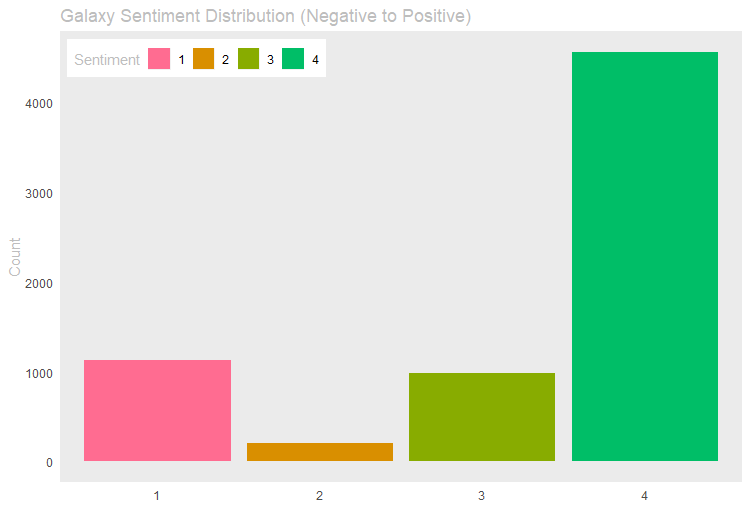 Galaxy Sentiment Distribution (Negative to Positive)
Sentiment 1 2 3 4
4000
3000
2000
1000
0
Count
1 2 3 4